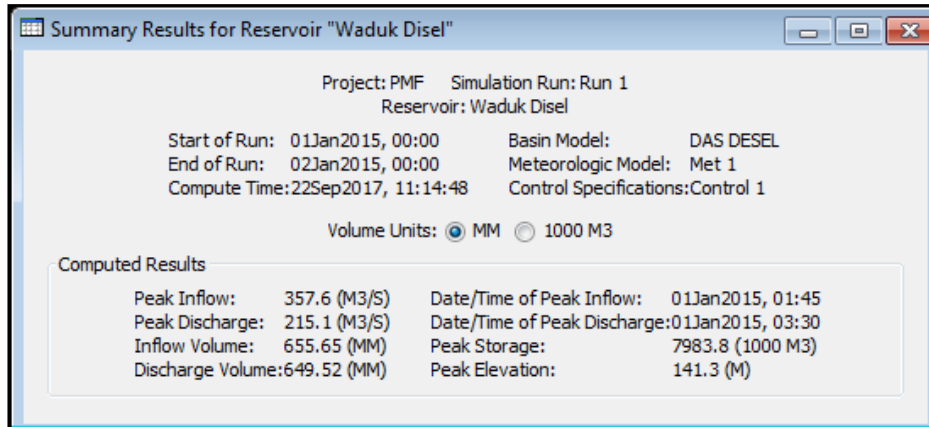 Summary Results for Reservoir "Waduk Disel"
Project: PMF Simulation Run: Run 1
Reservoir: Waduk Disel
Start of Run: 01Jan2015, 00:00 Basin Model: DAS DESEL
End of Run: 02Jan2015, 00:00 Meteorologic Model: Met 1
Compute Time:22Sep2017, 11:14:48 Control Specifications:Control 1
Volume Units: MM 1000 M3
Computed Results
Peak Inflow: 357.6 (M3/S) Date/Time of Peak Inflow: 01Jan2015, 01:45
Peak Discharge: 215.1 (M3/S) Date/Time of Peak Discharge:01Jan2015, 03:30
Inflow Volume: 655.65 (MM) Peak Storage: 7983.8 (1000 M3)
Discharge Volume:649.52 (MM) Peak Elevation: 141.3 (M)